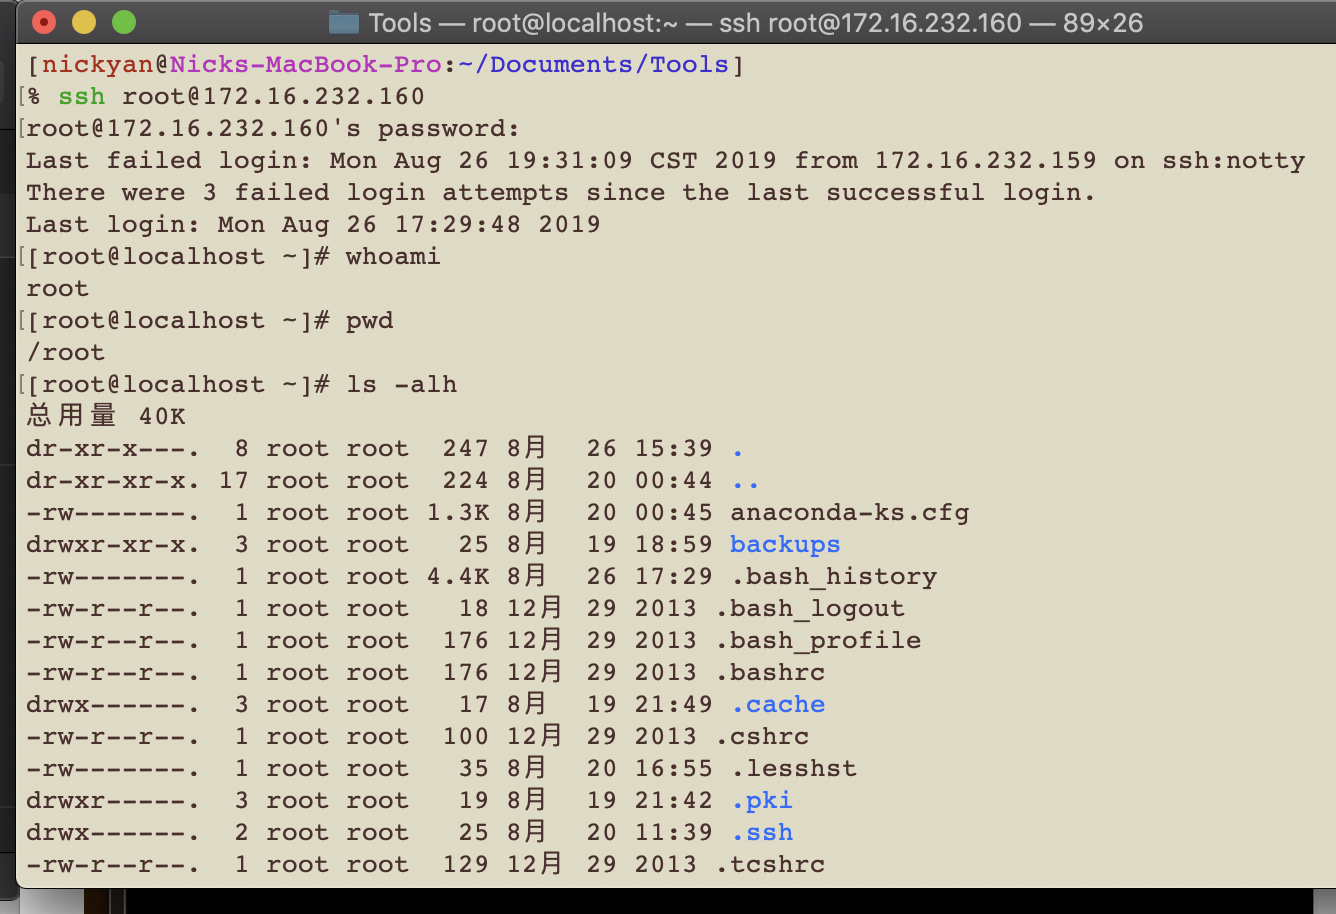 Tools — root@localhost:~ — ssh root@172.16.232.160 — 89×26
[nickyan@Nicks-MacBook-Pro:~/Documents/Tools]
[% ssh root@172.16.232.160
[root@172.16.232.160's password:
Last failed login: Mon Aug 26 19:31:09 CST 2019 from 172.16.232.159 on ssh:notty
There were 3 failed login attempts since the last successful login.
Last login: Mon Aug 26 17:29:48 2019
[[root@localhost ~]# whoami
root
[[root@localhost ~]# pwd
/root
[[root@localhost ~]# ls -alh
总用量 40K
dr-xr-x---.  8 root root  247 8月   26 15:39 .
dr-xr-xr-x. 17 root root  224 8月   20 00:44 ..
-rw-------.  1 root root 1.3K 8月   20 00:45 anaconda-ks.cfg
drwxr-xr-x.  3 root root   25 8月   19 18:59 backups
-rw-------.  1 root root 4.4K 8月   26 17:29 .bash_history
-rw-r--r--.  1 root root   18 12月  29 2013 .bash_logout
-rw-r--r--.  1 root root  176 12月  29 2013 .bash_profile
-rw-r--r--.  1 root root  176 12月  29 2013 .bashrc
drwx------.  3 root root   17 8月   19 21:49 .cache
-rw-r--r--.  1 root root  100 12月  29 2013 .cshrc
-rw-------.  1 root root   35 8月   20 16:55 .lesshst
drwxr-----.  3 root root   19 8月   19 21:42 .pki
drwx------.  2 root root   25 8月   20 11:39 .ssh
-rw-r--r--.  1 root root  129 12月  29 2013 .tcshrc